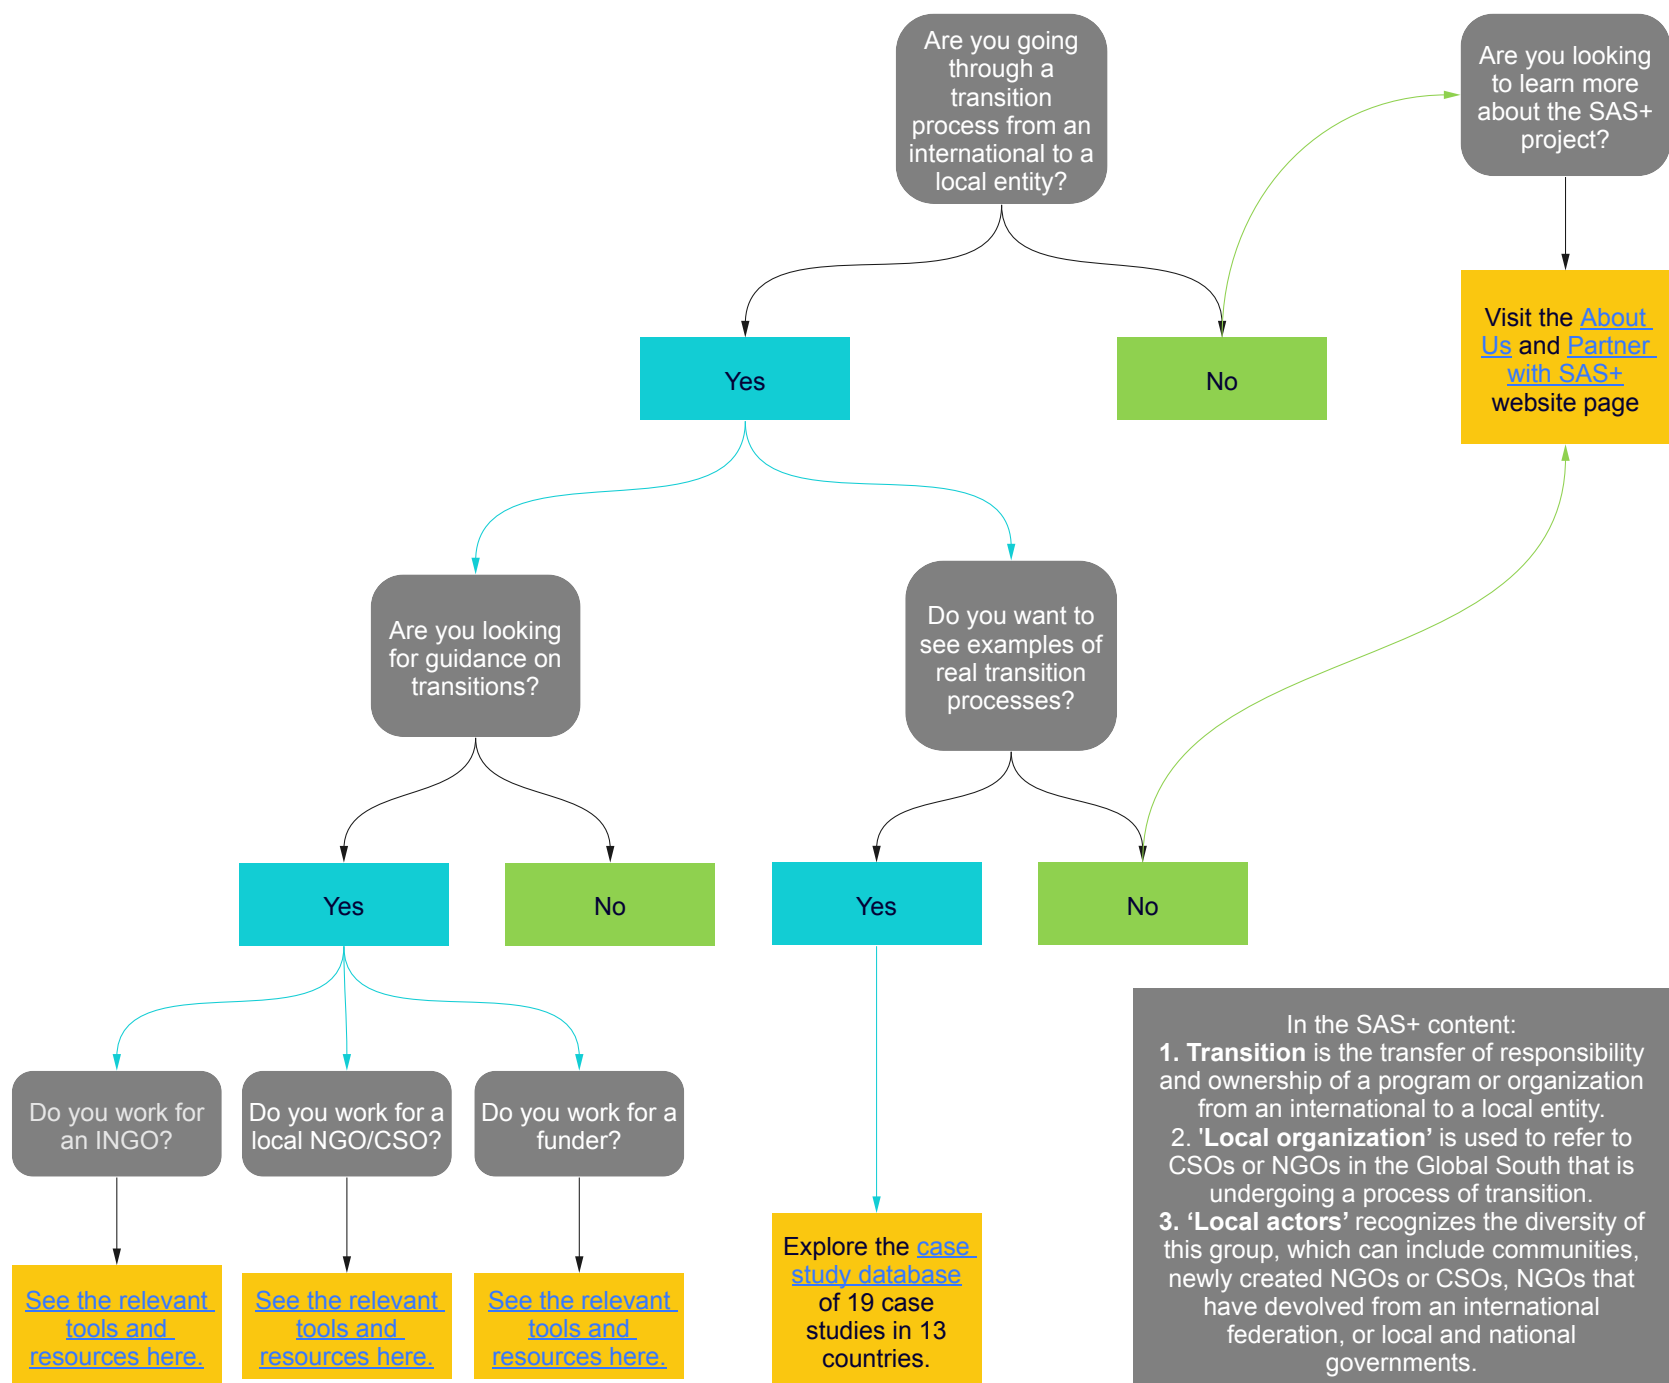 Are you going
through a
transition
process from an
international to a
local entity?
Are you looking
to learn more
about the SAS+
project?
Visit the About
Us and Partner
with SAS+
website page
Yes
No
Are you looking
for guidance on
transitions?
Do you want to
see examples of
real transition
processes?
Yes
No
Yes
No
Do you work for
an INGO?
Do you work for a
local NGO/CSO?
Do you work for a
funder?
See the relevant
tools and
resources here.
See the relevant
tools and
resources here.
See the relevant
tools and
resources here.
Explore the case
study database
of 19 case
studies in 13
countries.
In the SAS+ content:
1. Transition is the transfer of responsibility
and ownership of a program or organization
from an international to a local entity.
2. 'Local organization’ is used to refer to
CSOs or NGOs in the Global South that is
undergoing a process of transition.
3. ‘Local actors’ recognizes the diversity of
this group, which can include communities,
newly created NGOs or CSOs, NGOs that
have devolved from an international
federation, or local and national
governments.